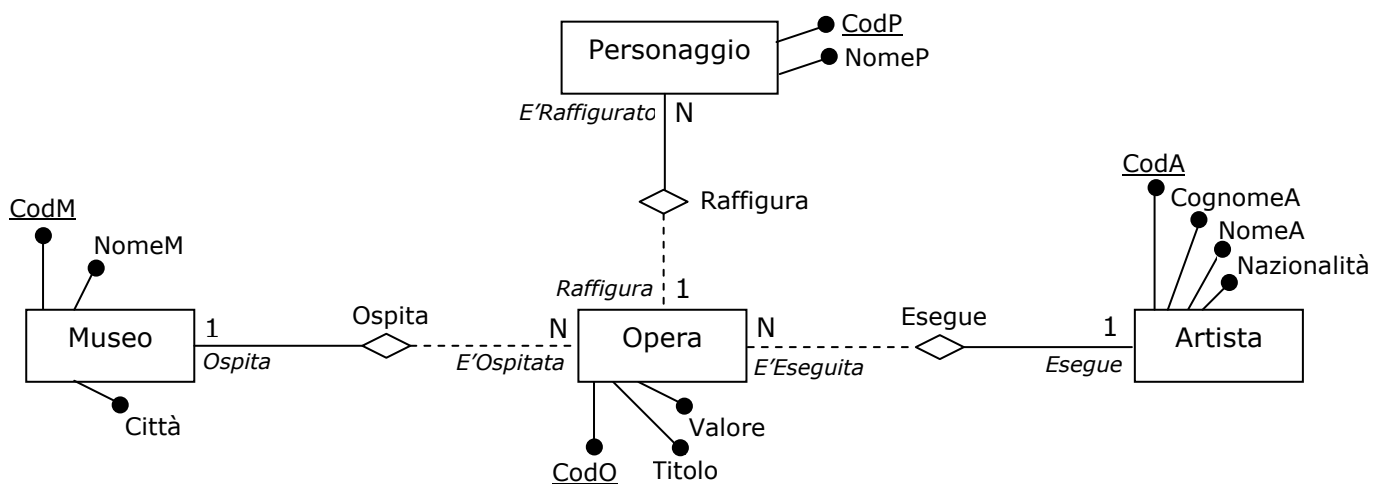 CodP
Personaggio
NomeP
E'Raffigurato
N
CodA
Raffigura
CognomeA
CodM
NomeM
NomeA
Nazionalità
Raffigura
1
Museo
1
Ospita
N
Opera
N
Esegue
1
Artista
Ospita
E'Ospitata
E'Eseguita
Esegue
Città
Valore
Titolo
CodO